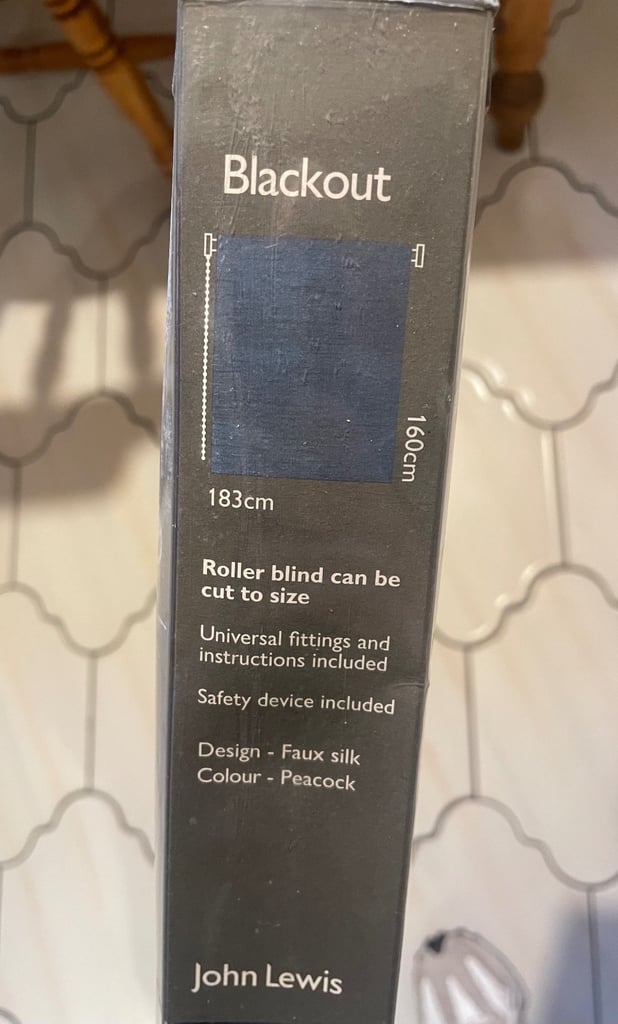 Blackout
160cm
183cm
Roller blind can be
cut to size
Universal fittings and
instructions included
Safety device included
Design - Faux silk
Colour - Peacock
John Lewis